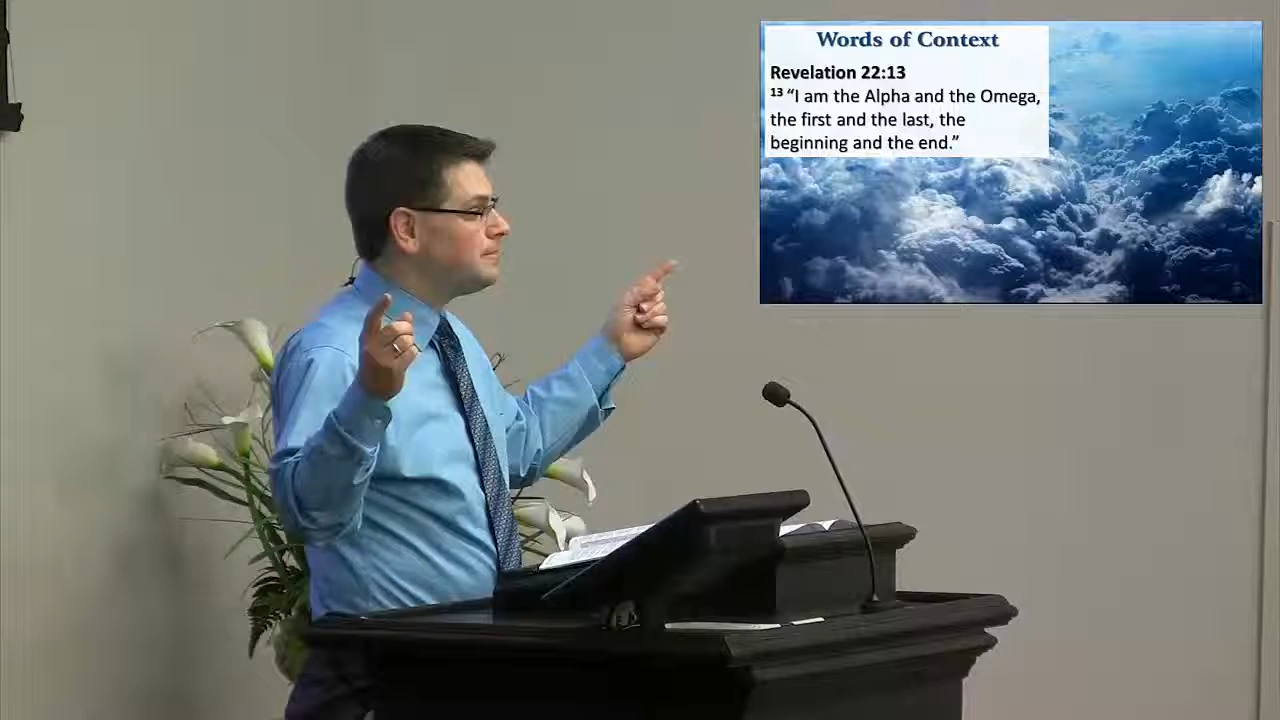 Words of Context
Revelation 22:13
13 “I am the Alpha and the Omega,
the first and the last, the
beginning and the end.”